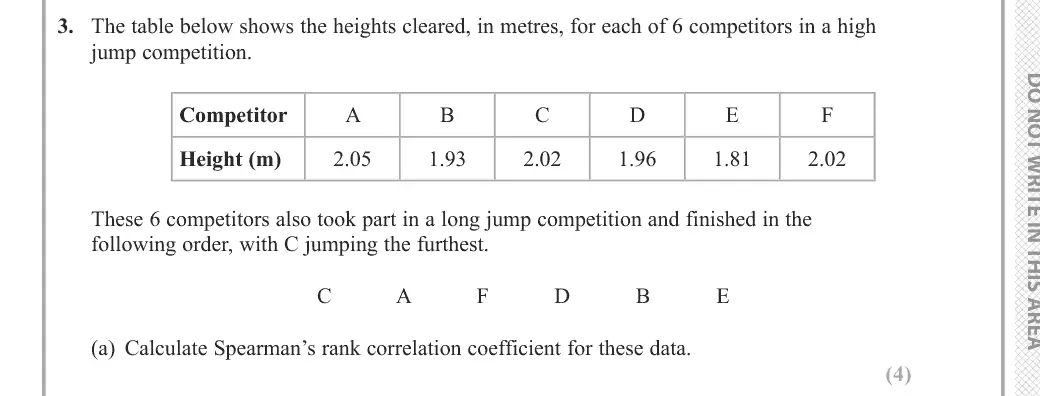 3. The table below shows the heights cleared, in metres, for each of 6 competitors in a high
jump competition.
Competitor A B C D E F
Height (m) 2.05 1.93 2.02 1.96 1.81 2.02
These 6 competitors also took part in a long jump competition and finished in the
following order, with C jumping the furthest.
C A F D B E
(a) Calculate Spearman’s rank correlation coefficient for these data.
(4)
DO NOT WRITE IN THIS AREA